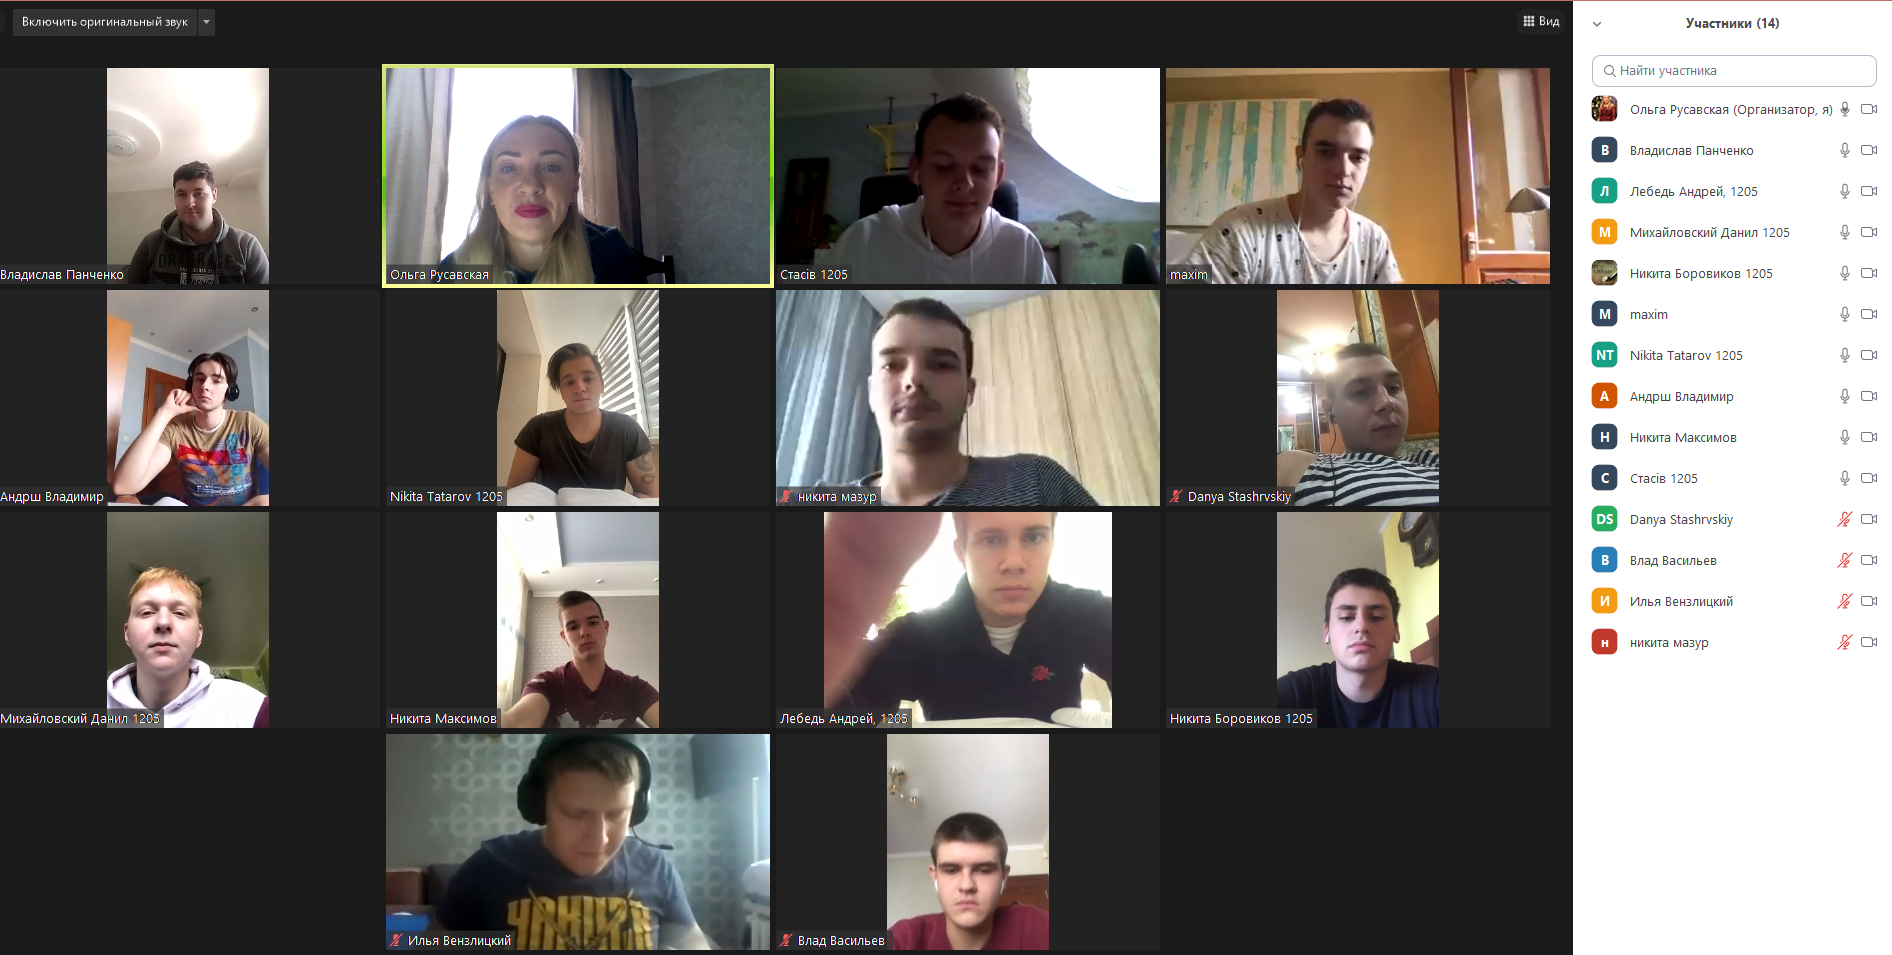 Включить оригинальный звук
Вид
Владислав Панченко
Ольга Русавская
Стасів 1205
maxim
Андрш Владимир
Nikita Tatarov 1205
никита мазур
Danya Stashrvskiy
Михайловский Данил 1205
Никита Максимов
Лебедь Андрей, 1205
Никита Боровиков 1205
Илья Вензлицкий
Влад Васильев
Участники (14)
Найти участника
Ольга Русавская (Организатор, я)
В Владислав Панченко
Л Лебедь Андрей, 1205
М Михайловский Данил 1205
Никита Боровиков 1205
M maxim
NT Nikita Tatarov 1205
А Андрш Владимир
Н Никита Максимов
С Стасів 1205
DS Danya Stashrvskiy
В Влад Васильев
И Илья Вензлицкий
н никита мазур